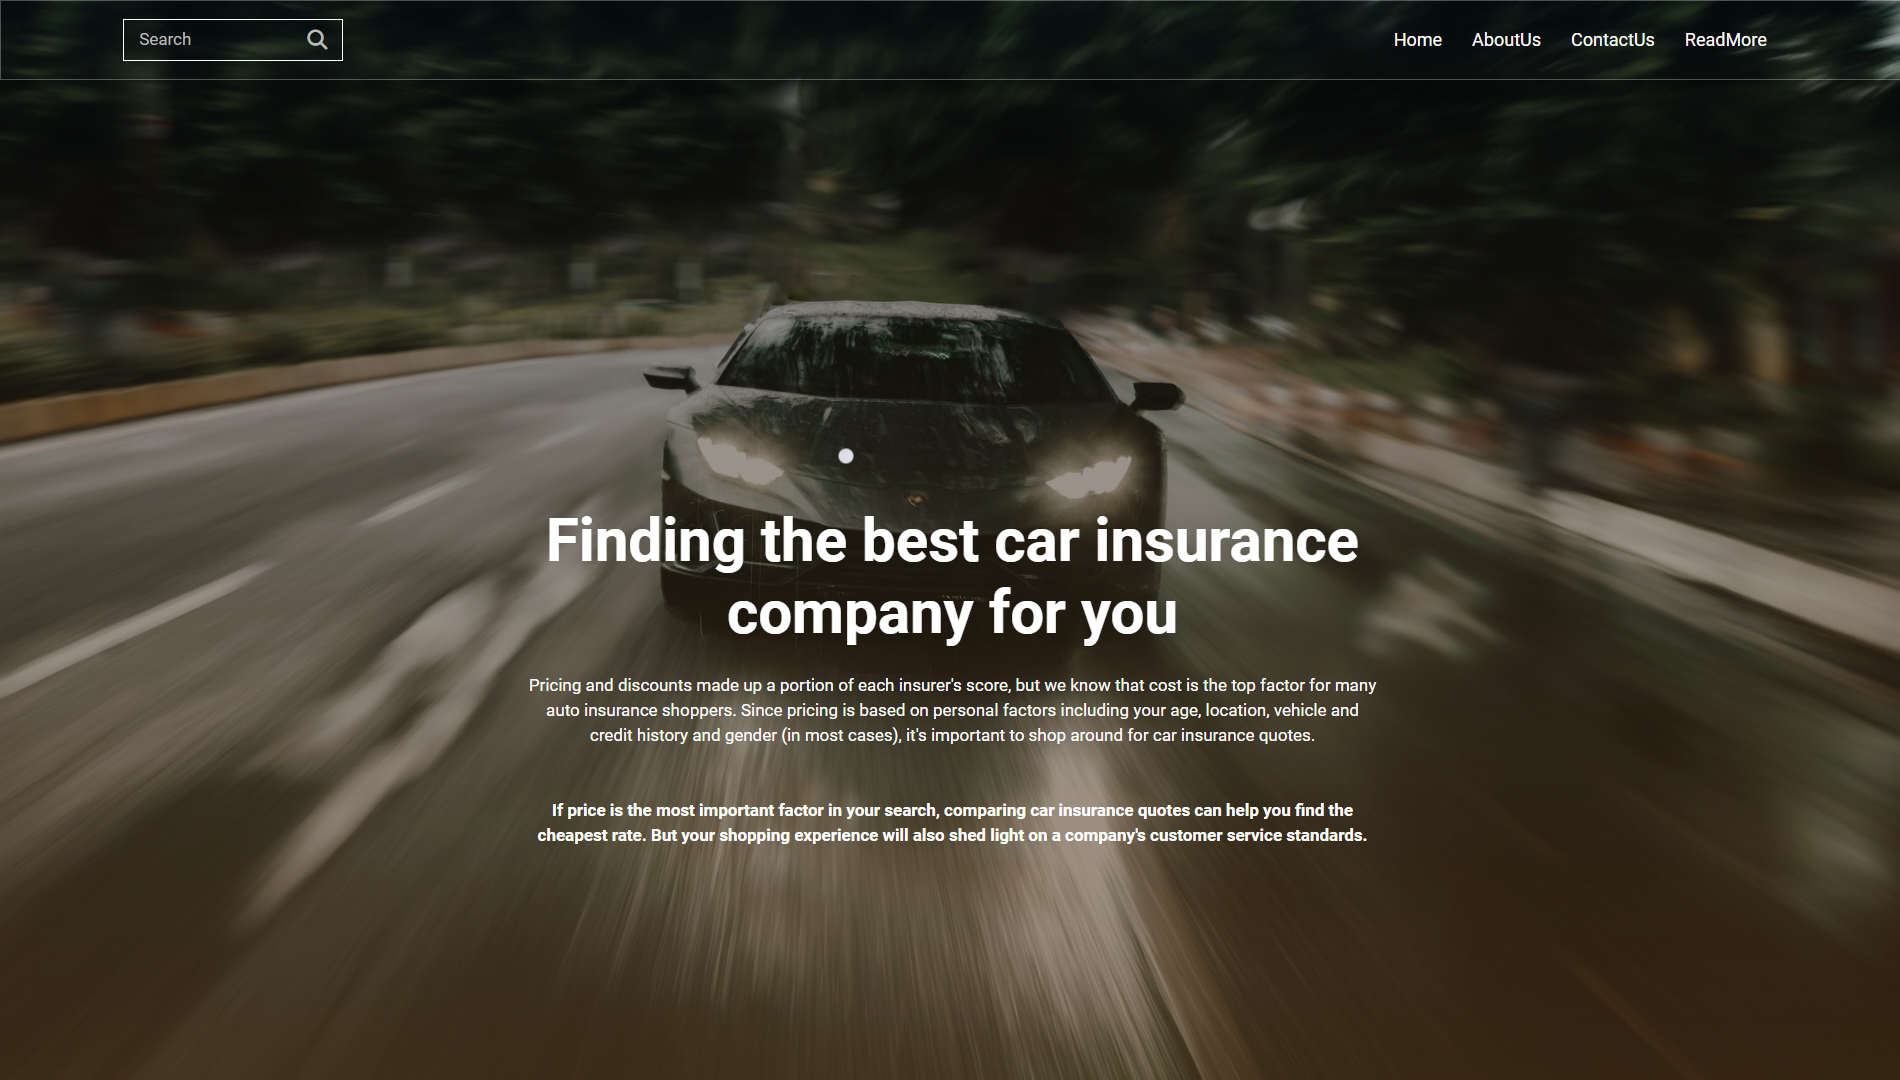 Search
Home AboutUs ContactUs ReadMore
Finding the best car insurance
company for you
Pricing and discounts made up a portion of each insurer's score, but we know that cost is the top factor for many
auto insurance shoppers. Since pricing is based on personal factors including your age, location, vehicle and
credit history and gender (in most cases), it's important to shop around for car insurance quotes.
If price is the most important factor in your search, comparing car insurance quotes can help you find the
cheapest rate. But your shopping experience will also shed light on a company's customer service standards.